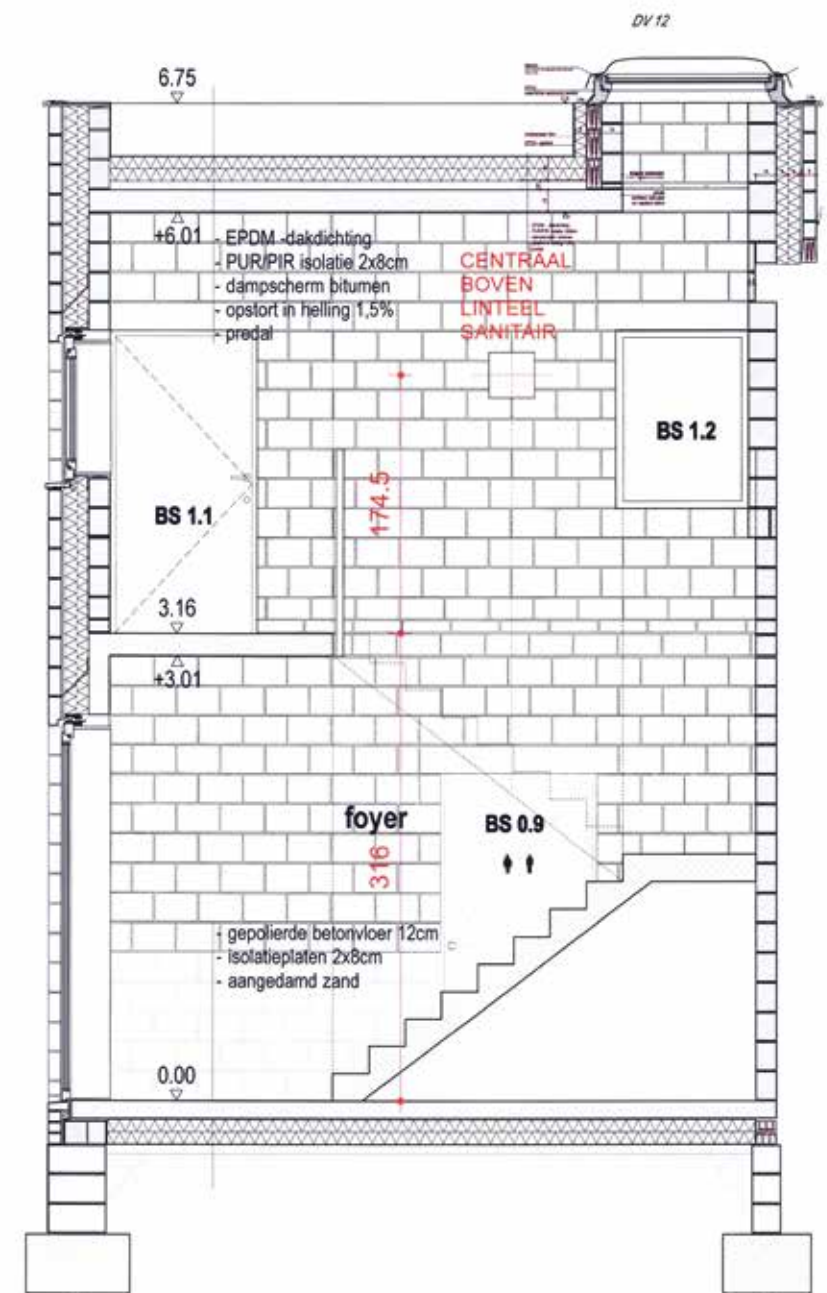 DV 12
6.75
+6.01
- EPDM -dakdichting
- PUR/PIR isolatie 2x8cm
- dampscherm bitumen
- opstort in helling 1,5%
- predal
CENTRAAL
BOVEN
LINTEEL
SANITAIR
BS 1.2
174.5
BS 1.1
3.16
+3.01
foyer
BS 0.9
316
- gepolierde betonvloer 12cm
- isolatieplaten 2x8cm
- aangedamd zand
0.00